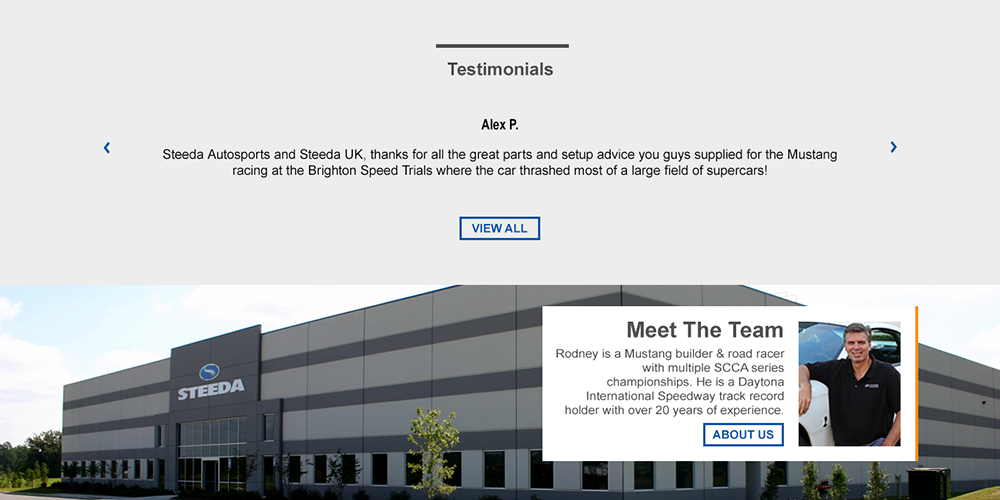 Testimonials
Alex P.
Steeda Autosports and Steeda UK, thanks for all the great parts and setup advice you guys supplied for the Mustang
racing at the Brighton Speed Trials where the car thrashed most of a large field of supercars!
VIEW ALL
STEEDA
Meet The Team
Rodney is a Mustang builder & road racer
with multiple SCCA series
championships. He is a Daytona
International Speedway track record
holder with over 20 years of experience.
ABOUT US